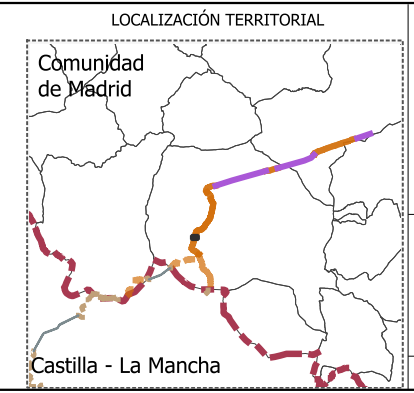 LOCALIZACIÓN TERRITORIAL
Comunidad
de Madrid
Castilla - La Mancha